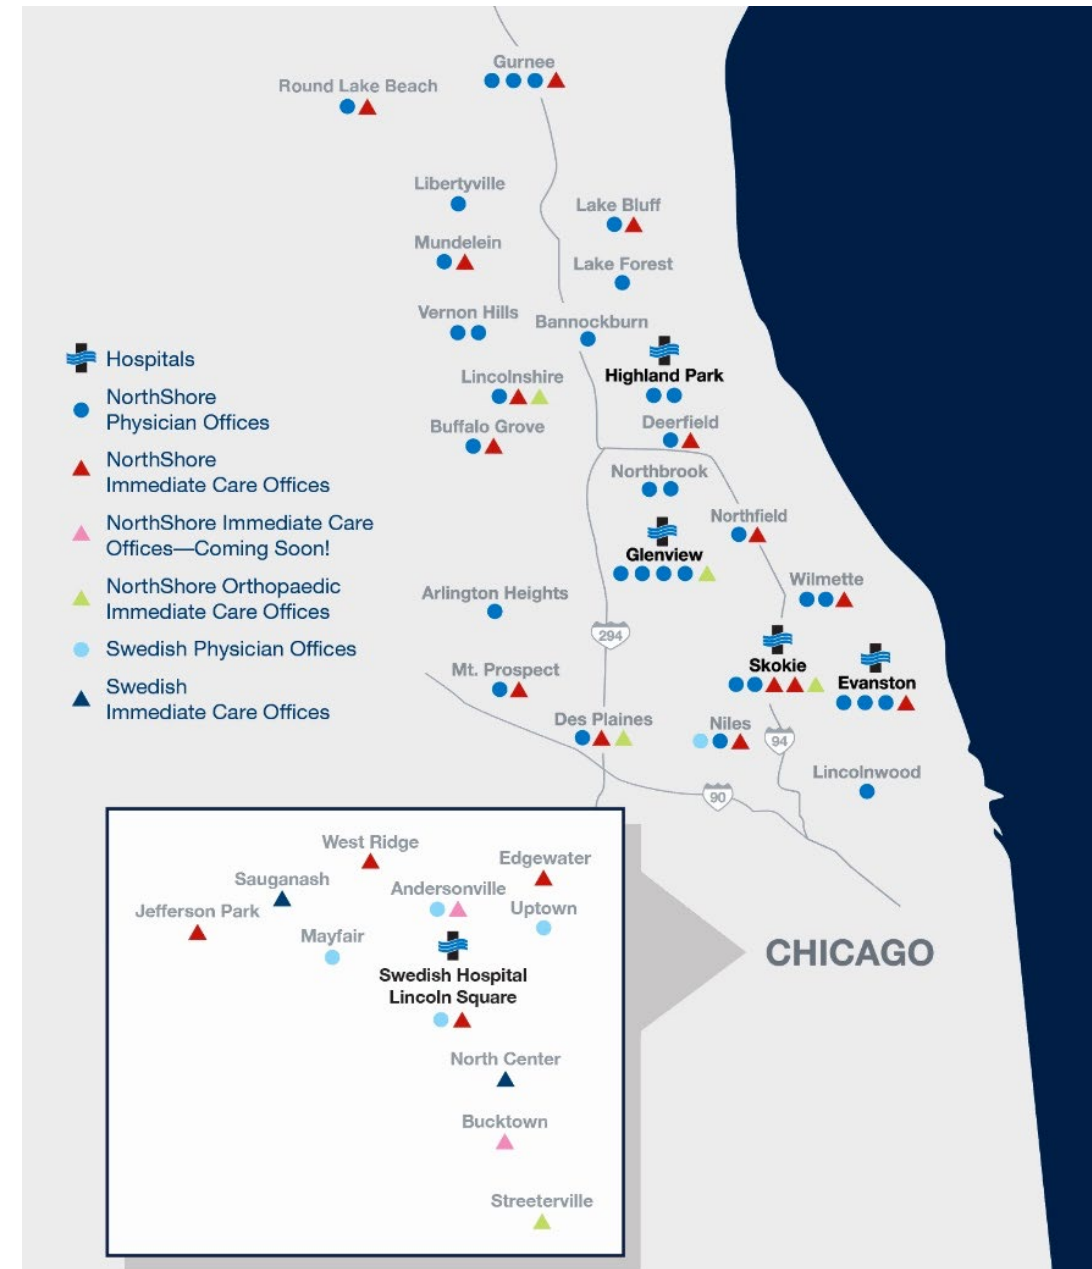 Gurnee
Round Lake Beach
Libertyville
Lake Bluff
Mundelein
Lake Forest
Vernon Hills
Bannockburn
Highland Park
Lincolnshire
Deerfield
Buffalo Grove
Northbrook
Northfield
Glenview
Wilmette
Arlington Heights
294
Skokie
Mt. Prospect
Evanston
Des Plaines
Niles
94
Lincolnwood
90
Hospitals
NorthShore
Physician Offices
NorthShore
Immediate Care Offices
NorthShore Immediate Care
Offices—Coming Soon!
NorthShore Orthopaedic
Immediate Care Offices
Swedish Physician Offices
Swedish
Immediate Care Offices
West Ridge
Edgewater
Sauganash
Andersonville
Jefferson Park
Uptown
Mayfair
Swedish Hospital
Lincoln Square
North Center
Bucktown
Streeterville
CHICAGO